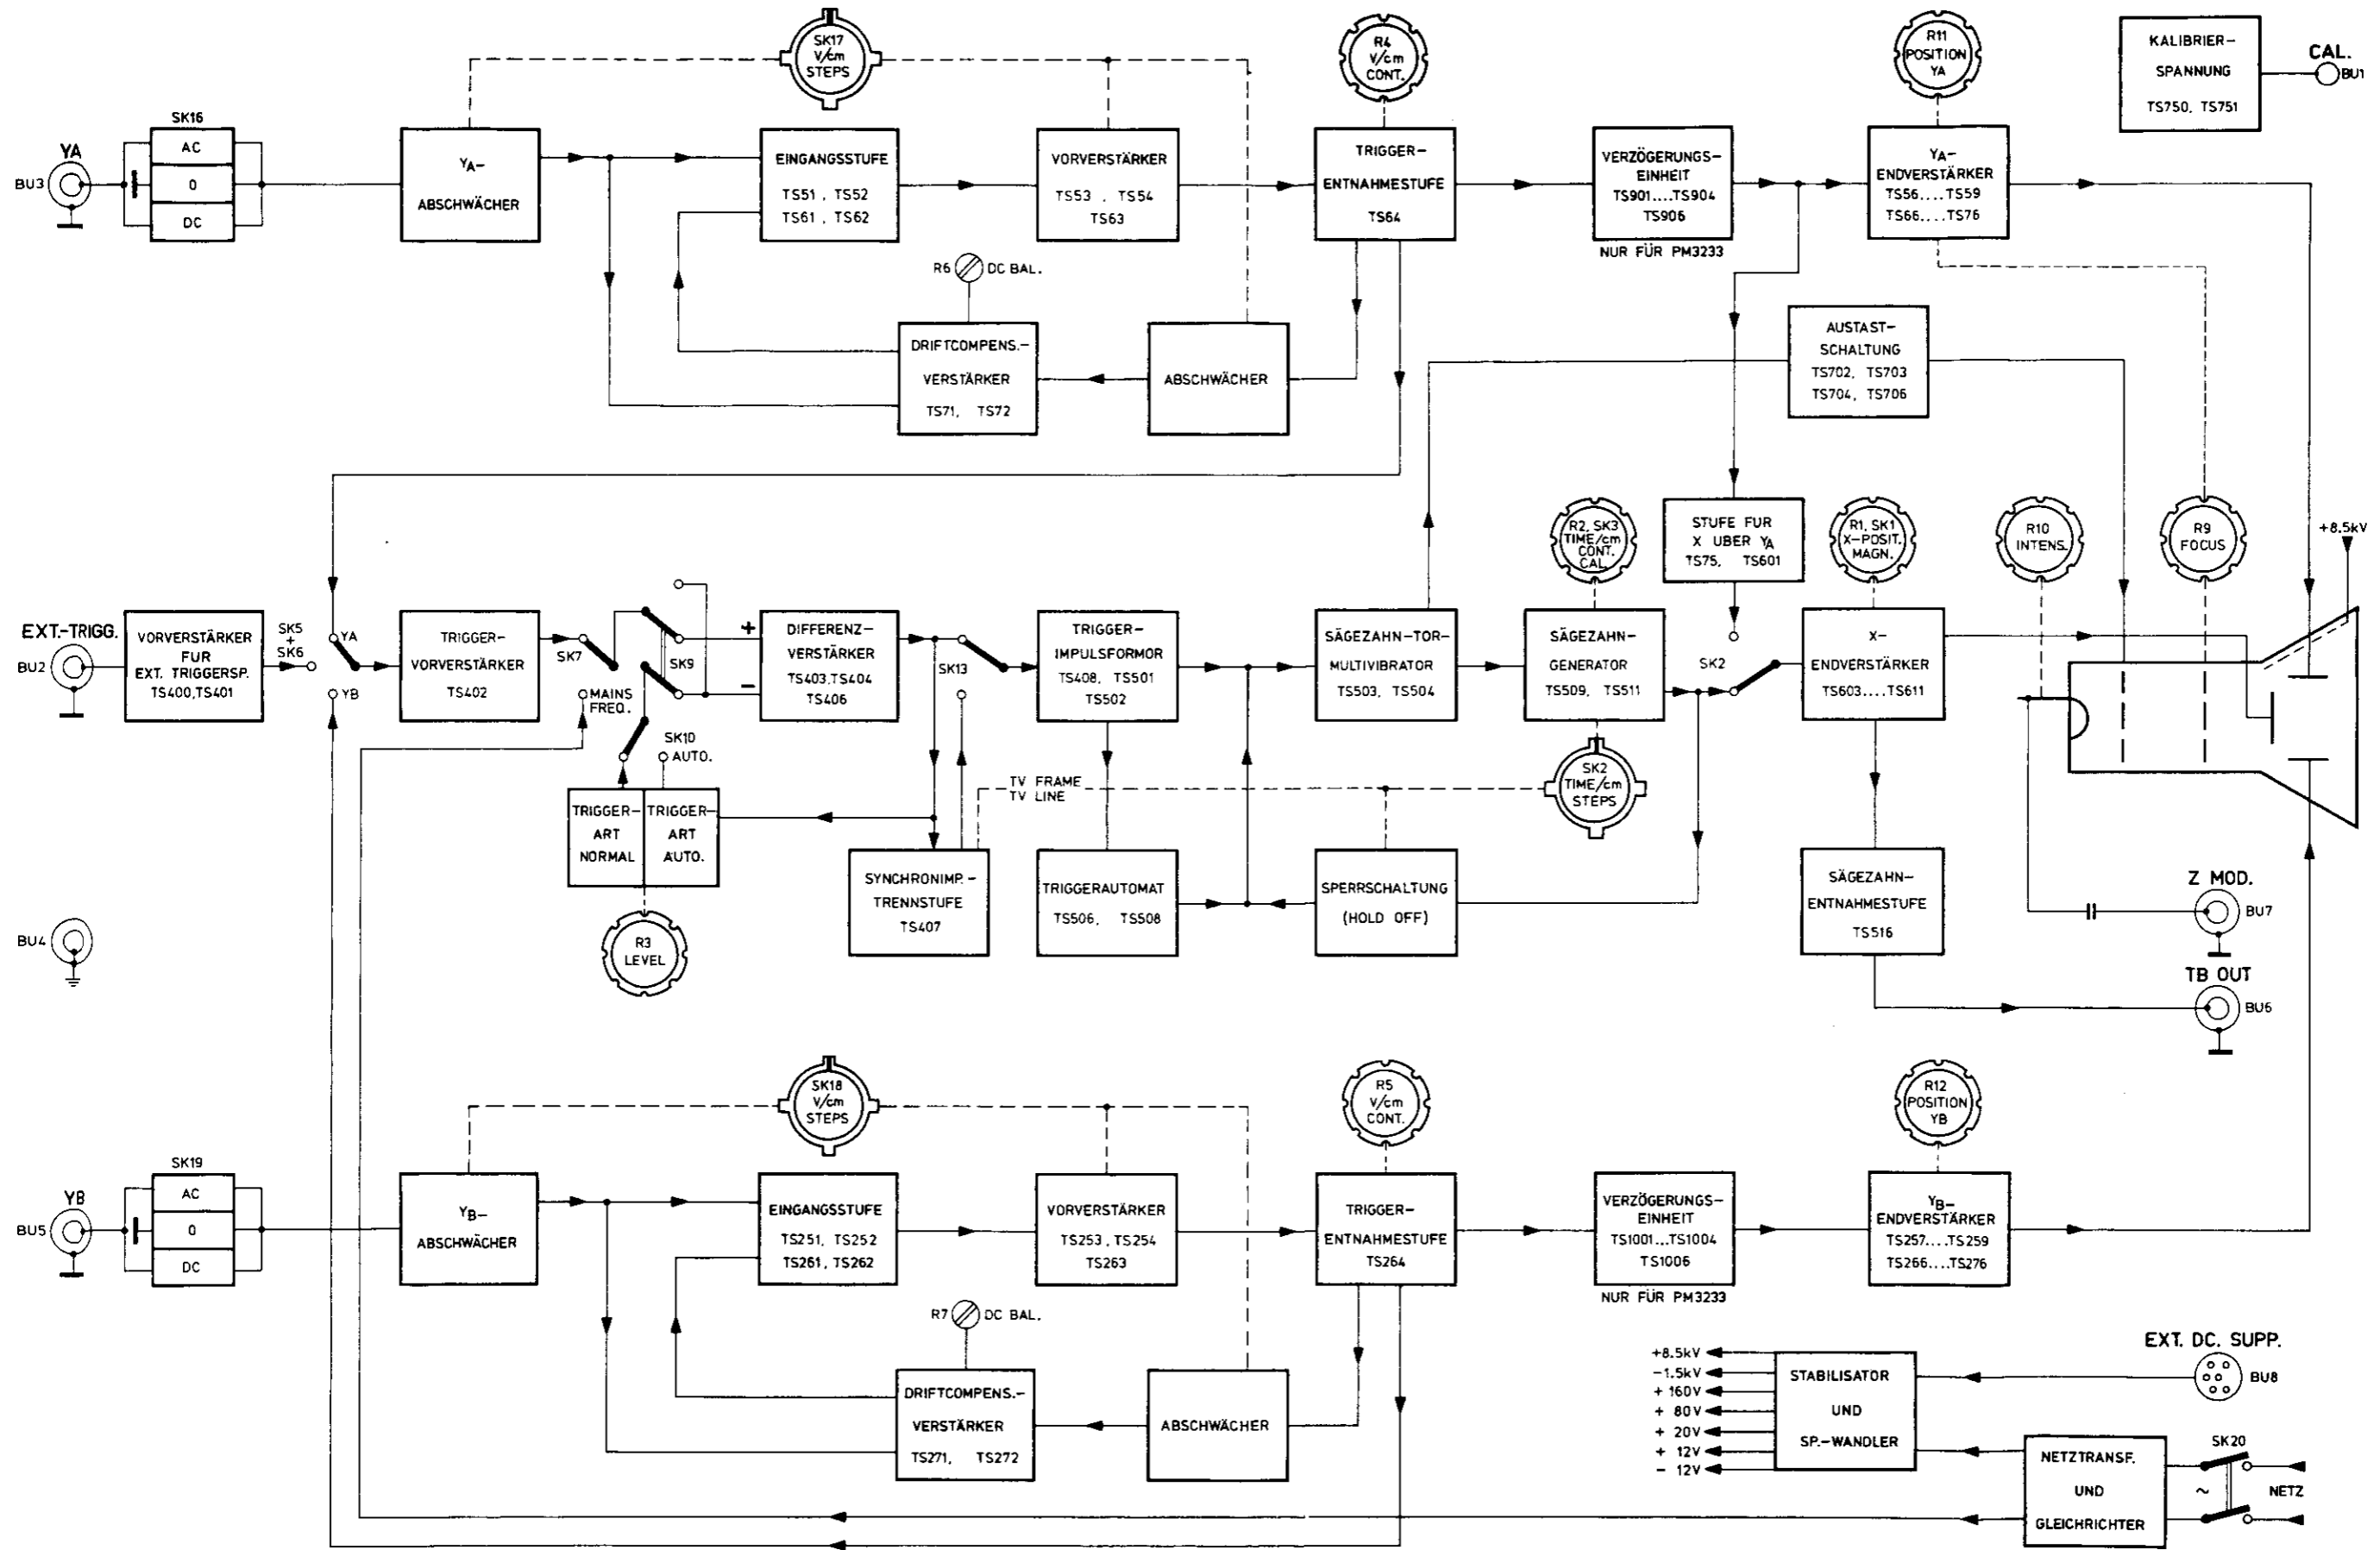 SK17
V/cm
STEPS
R4
V/cm
CONT.
R11
POSITION
YA
KALIBRIER-
SPANNUNG
TS750, TS751
CAL.
BU1
SK16
YA
BU3
AC
0
DC
YA-
ABSCHWÄCHER
EINGANGSSTUFE
TS51, TS52
TS61, TS62
VORVERSTÄRKER
TS53, TS54
TS63
TRIGGER-
ENTNAHMESTUFE
TS64
VERZÖGERUNGS-
EINHEIT
TS901....TS904
TS906
NUR FÜR PM3233
YA-
ENDVERSTÄRKER
TS56....TS59
TS66....TS76
R6 DC BAL.
DRIFTCOMPENS.-
VERSTÄRKER
TS71, TS72
ABSCHWÄCHER
AUSTAST-
SCHALTUNG
TS702, TS703
TS704, TS706
R2, SK3
TIME/cm
CONT.
CAL.
STUFE FUR
X UBER YA
TS75, TS601
R1, SK1
X-POSIT.
MAGN.
R10
INTENS.
R9
FOCUS
+8.5kV
EXT.-TRIGG.
BU2
VORVERSTÄRKER
FUR
EXT. TRIGGERSP.
TS400,TS401
SK5
+
SK6
YA
YB
TRIGGER-
VORVERSTÄRKER
TS402
SK7
MAINS
FREQ.
SK9
+
-
DIFFERENZ-
VERSTÄRKER
TS403,TS404
TS406
SK13
TRIGGER-
IMPULSFORMOR
TS408, TS501
TS502
SÄGEZAHN-TOR-
MULTIVIBRATOR
TS503, TS504
SÄGEZAHN-
GENERATOR
TS509, TS511
SK2
X-
ENDVERSTÄRKER
TS603....TS611
SK10
AUTO.
TRIGGER-
ART
NORMAL
TRIGGER-
ART
AUTO.
R3
LEVEL
TV FRAME
TV LINE
SK2
TIME/cm
STEPS
SYNCHRONIMP.-
TRENNSTUFE
TS407
TRIGGERAUTOMAT
TS506, TS508
SPERRSCHALTUNG
(HOLD OFF)
SÄGEZAHN-
ENTNAHMESTUFE
TS516
Z MOD.
BU7
TB OUT
BU6
BU4
SK18
V/cm
STEPS
R5
V/cm
CONT.
R12
POSITION
YB
SK19
YB
BU5
AC
0
DC
YB-
ABSCHWÄCHER
EINGANGSSTUFE
TS251, TS252
TS261, TS262
VORVERSTÄRKER
TS253, TS254
TS263
TRIGGER-
ENTNAHMESTUFE
TS264
VERZÖGERUNGS-
EINHEIT
TS1001...TS1004
TS1006
NUR FÜR PM3233
YB-
ENDVERSTÄRKER
TS257....TS259
TS266....TS276
R7 DC BAL.
DRIFTCOMPENS.-
VERSTÄRKER
TS271, TS272
ABSCHWÄCHER
+8.5kV
-1.5kV
+ 160V
+ 80V
+ 20V
+ 12V
- 12V
STABILISATOR
UND
SP.-WANDLER
EXT. DC. SUPP.
BU8
NETZTRANSF.
UND
GLEICHRICHTER
SK20
~
NETZ